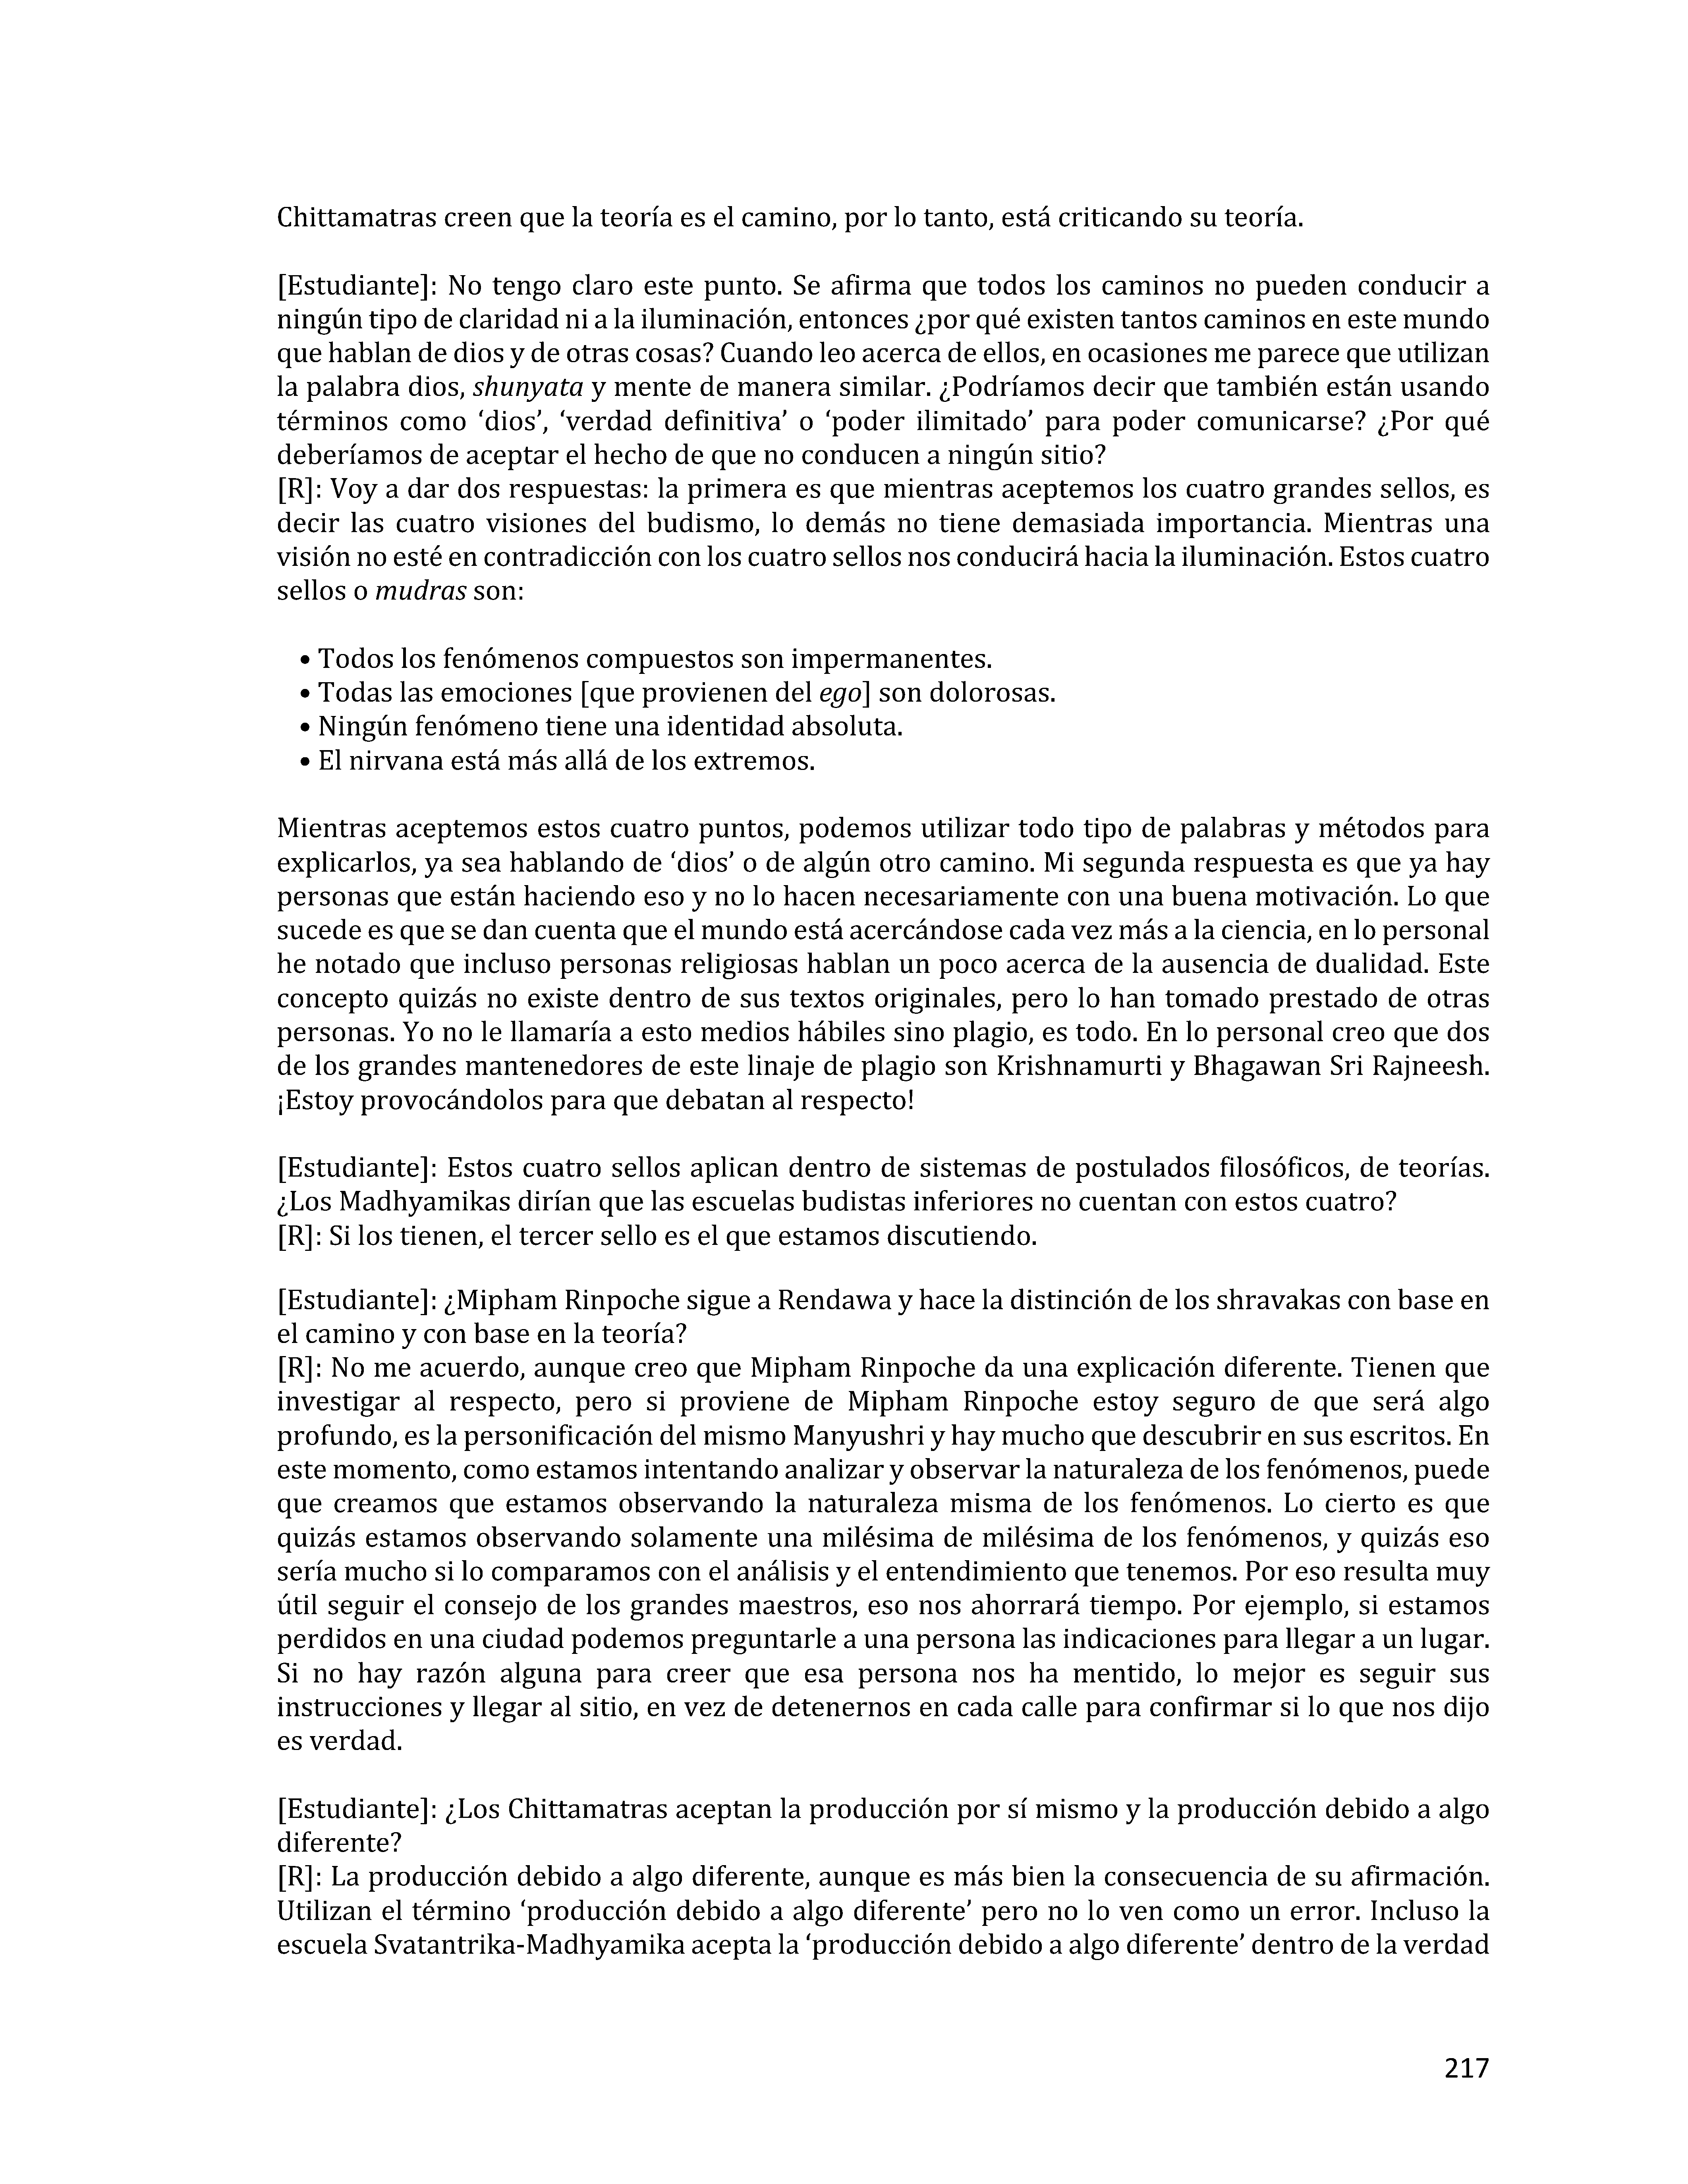 Chittamatras creen que la teoría es el camino, por lo tanto, está criticando su teoría.
[Estudiante]: No tengo claro este punto. Se afirma que todos los caminos no pueden conducir a
ningún tipo de claridad ni a la iluminación, entonces ¿por qué existen tantos caminos en este mundo
que hablan de dios y de otras cosas? Cuando leo acerca de ellos, en ocasiones me parece que utilizan
la palabra dios, shunyata y mente de manera similar. ¿Podríamos decir que también están usando
términos como ‘dios’, ‘verdad definitiva’ o ‘poder ilimitado’ para poder comunicarse? ¿Por qué
deberíamos de aceptar el hecho de que no conducen a ningún sitio?
[R]: Voy a dar dos respuestas: la primera es que mientras aceptemos los cuatro grandes sellos, es
decir las cuatro visiones del budismo, lo demás no tiene demasiada importancia. Mientras una
visión no esté en contradicción con los cuatro sellos nos conducirá hacia la iluminación. Estos cuatro
sellos o mudras son:
• Todos los fenómenos compuestos son impermanentes.
• Todas las emociones [que provienen del ego] son dolorosas.
• Ningún fenómeno tiene una identidad absoluta.
• El nirvana está más allá de los extremos.
Mientras aceptemos estos cuatro puntos, podemos utilizar todo tipo de palabras y métodos para
explicarlos, ya sea hablando de ‘dios’ o de algún otro camino. Mi segunda respuesta es que ya hay
personas que están haciendo eso y no lo hacen necesariamente con una buena motivación. Lo que
sucede es que se dan cuenta que el mundo está acercándose cada vez más a la ciencia, en lo personal
he notado que incluso personas religiosas hablan un poco acerca de la ausencia de dualidad. Este
concepto quizás no existe dentro de sus textos originales, pero lo han tomado prestado de otras
personas. Yo no le llamaría a esto medios hábiles sino plagio, es todo. En lo personal creo que dos
de los grandes mantenedores de este linaje de plagio son Krishnamurti y Bhagawan Sri Rajneesh.
¡Estoy provocándolos para que debatan al respecto!
[Estudiante]: Estos cuatro sellos aplican dentro de sistemas de postulados filosóficos, de teorías.
¿Los Madhyamikas dirían que las escuelas budistas inferiores no cuentan con estos cuatro?
[R]: Si los tienen, el tercer sello es el que estamos discutiendo.
[Estudiante]: ¿Mipham Rinpoche sigue a Rendawa y hace la distinción de los shravakas con base en
el camino y con base en la teoría?
[R]: No me acuerdo, aunque creo que Mipham Rinpoche da una explicación diferente. Tienen que
investigar al respecto, pero si proviene de Mipham Rinpoche estoy seguro de que será algo
profundo, es la personificación del mismo Manyushri y hay mucho que descubrir en sus escritos. En
este momento, como estamos intentando analizar y observar la naturaleza de los fenómenos, puede
que creamos que estamos observando la naturaleza misma de los fenómenos. Lo cierto es que
quizás estamos observando solamente una milésima de milésima de los fenómenos, y quizás eso
sería mucho si lo comparamos con el análisis y el entendimiento que tenemos. Por eso resulta muy
útil seguir el consejo de los grandes maestros, eso nos ahorrará tiempo. Por ejemplo, si estamos
perdidos en una ciudad podemos preguntarle a una persona las indicaciones para llegar a un lugar.
Si no hay razón alguna para creer que esa persona nos ha mentido, lo mejor es seguir sus
instrucciones y llegar al sitio, en vez de detenernos en cada calle para confirmar si lo que nos dijo
es verdad.
[Estudiante]: ¿Los Chittamatras aceptan la producción por sí mismo y la producción debido a algo
diferente?
[R]: La producción debido a algo diferente, aunque es más bien la consecuencia de su afirmación.
Utilizan el término ‘producción debido a algo diferente’ pero no lo ven como un error. Incluso la
escuela Svatantrika-Madhyamika acepta la ‘producción debido a algo diferente’ dentro de la verdad
217